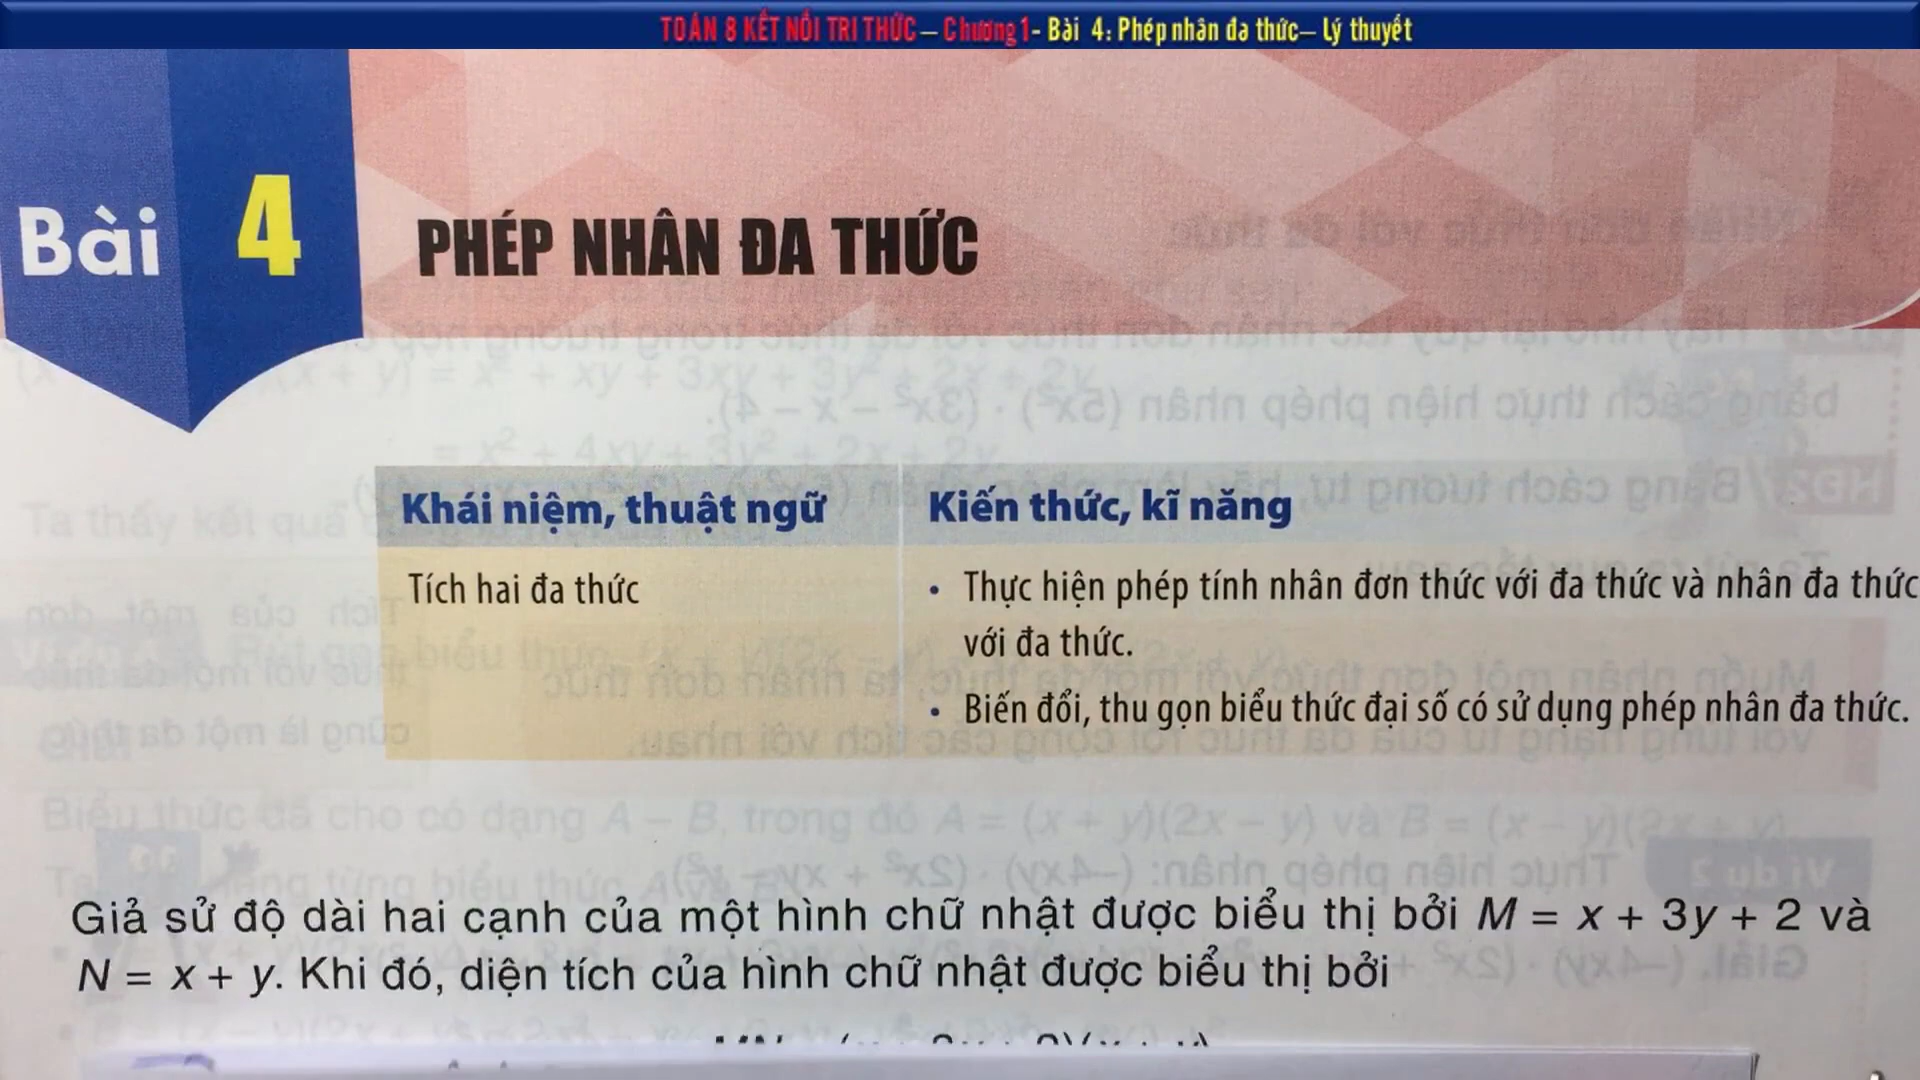 TOÁN 8 KẾT NỐI TRI THỨC – Chương 1 - Bài 4: Phép nhân đa thức– Lý thuyết
Bài 4
PHÉP NHÂN ĐA THỨC
Khái niệm, thuật ngữ
Kiến thức, kĩ năng
Tích hai đa thức
• Thực hiện phép tính nhân đơn thức với đa thức và nhân đa thức
với đa thức.
• Biến đổi, thu gọn biểu thức đại số có sử dụng phép nhân đa thức.
Giả sử độ dài hai cạnh của một hình chữ nhật được biểu thị bởi M = x + 3y + 2 và
N = x + y. Khi đó, diện tích của hình chữ nhật được biểu thị bởi